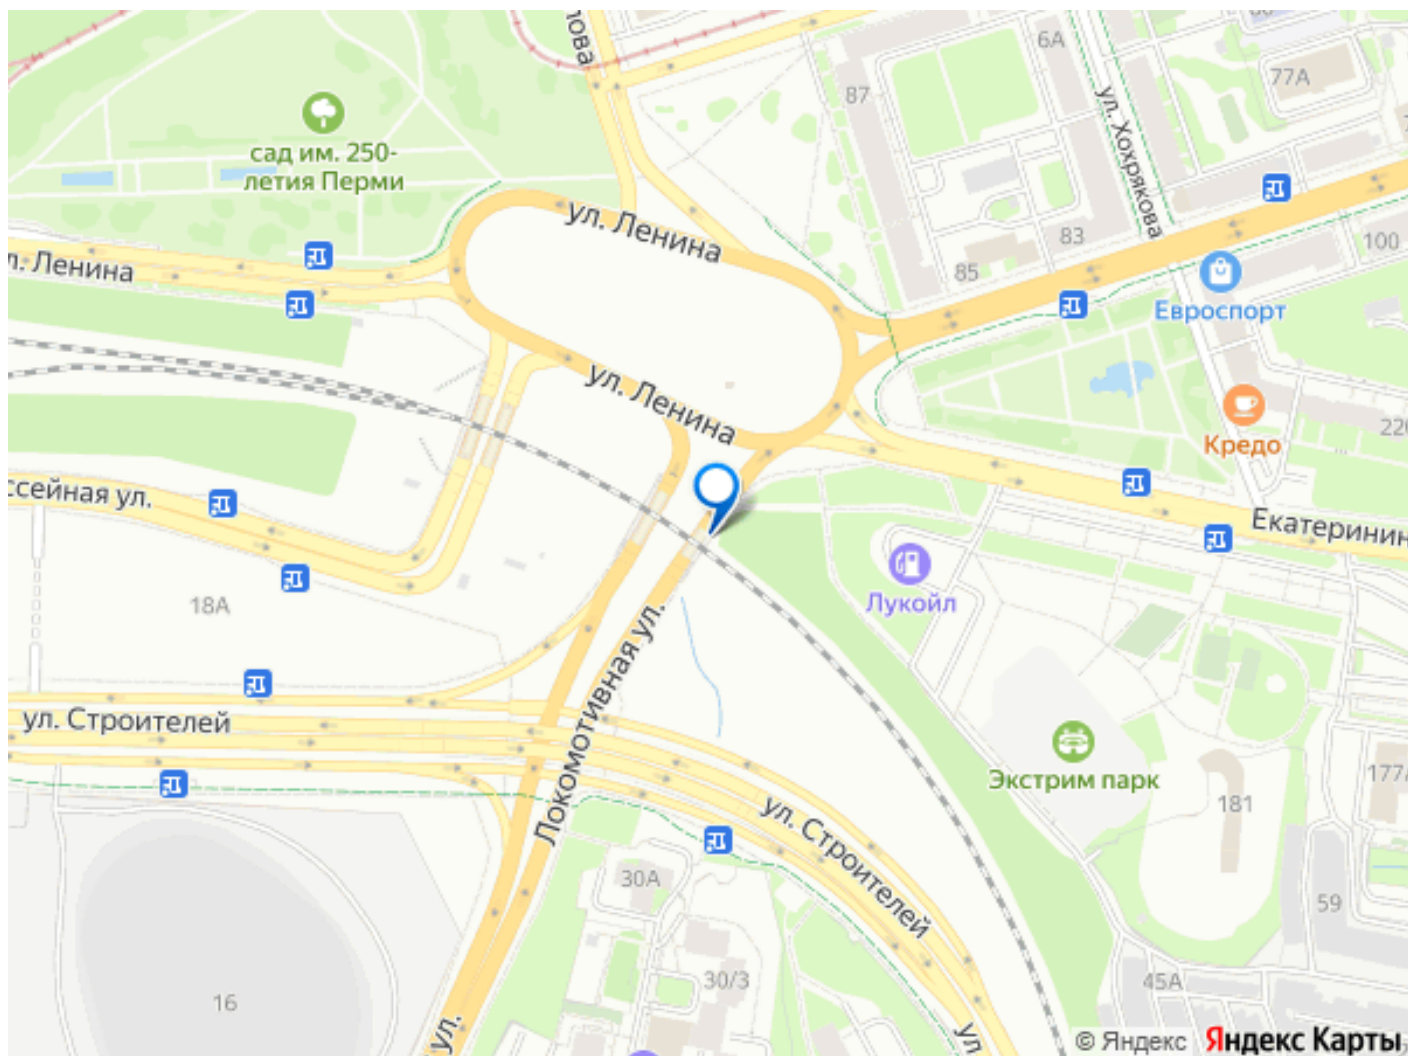 6А
77А
87
ул. Хохрякова
сад им. 250-
летия Перми
ул. Ленина
83
100
85
Евроспорт
ул. Ленина
Кредо
Екатеринин
18А
Лукойл
Локомотивная ул.
ул. Строителей
Экстрим парк
181
177А
ул. Строителей
30А
59
30/3
45А
16
ул.
ул
© Яндекс Яндекс Карты